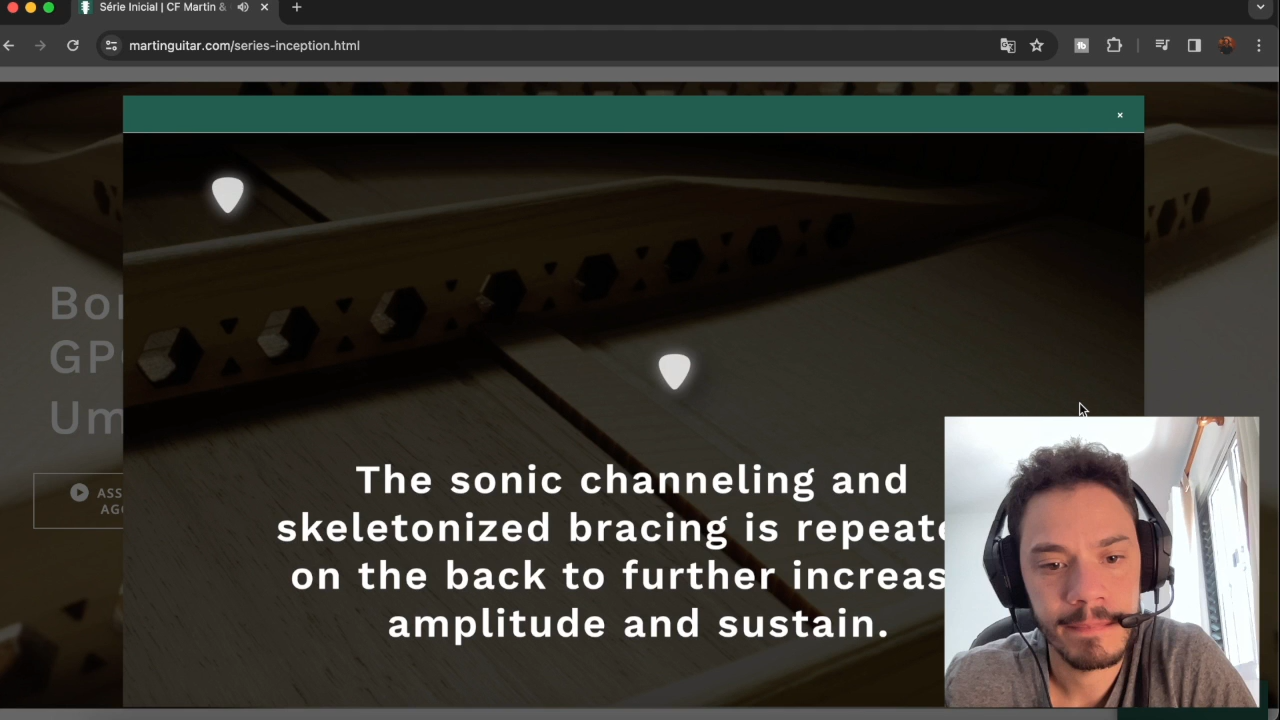 Série Inicial | CF Martin &
martinguitar.com/series-inception.html
Um
The sonic channeling and
skeletonized bracing is repeate
on the back to further increas
amplitude and sustain.